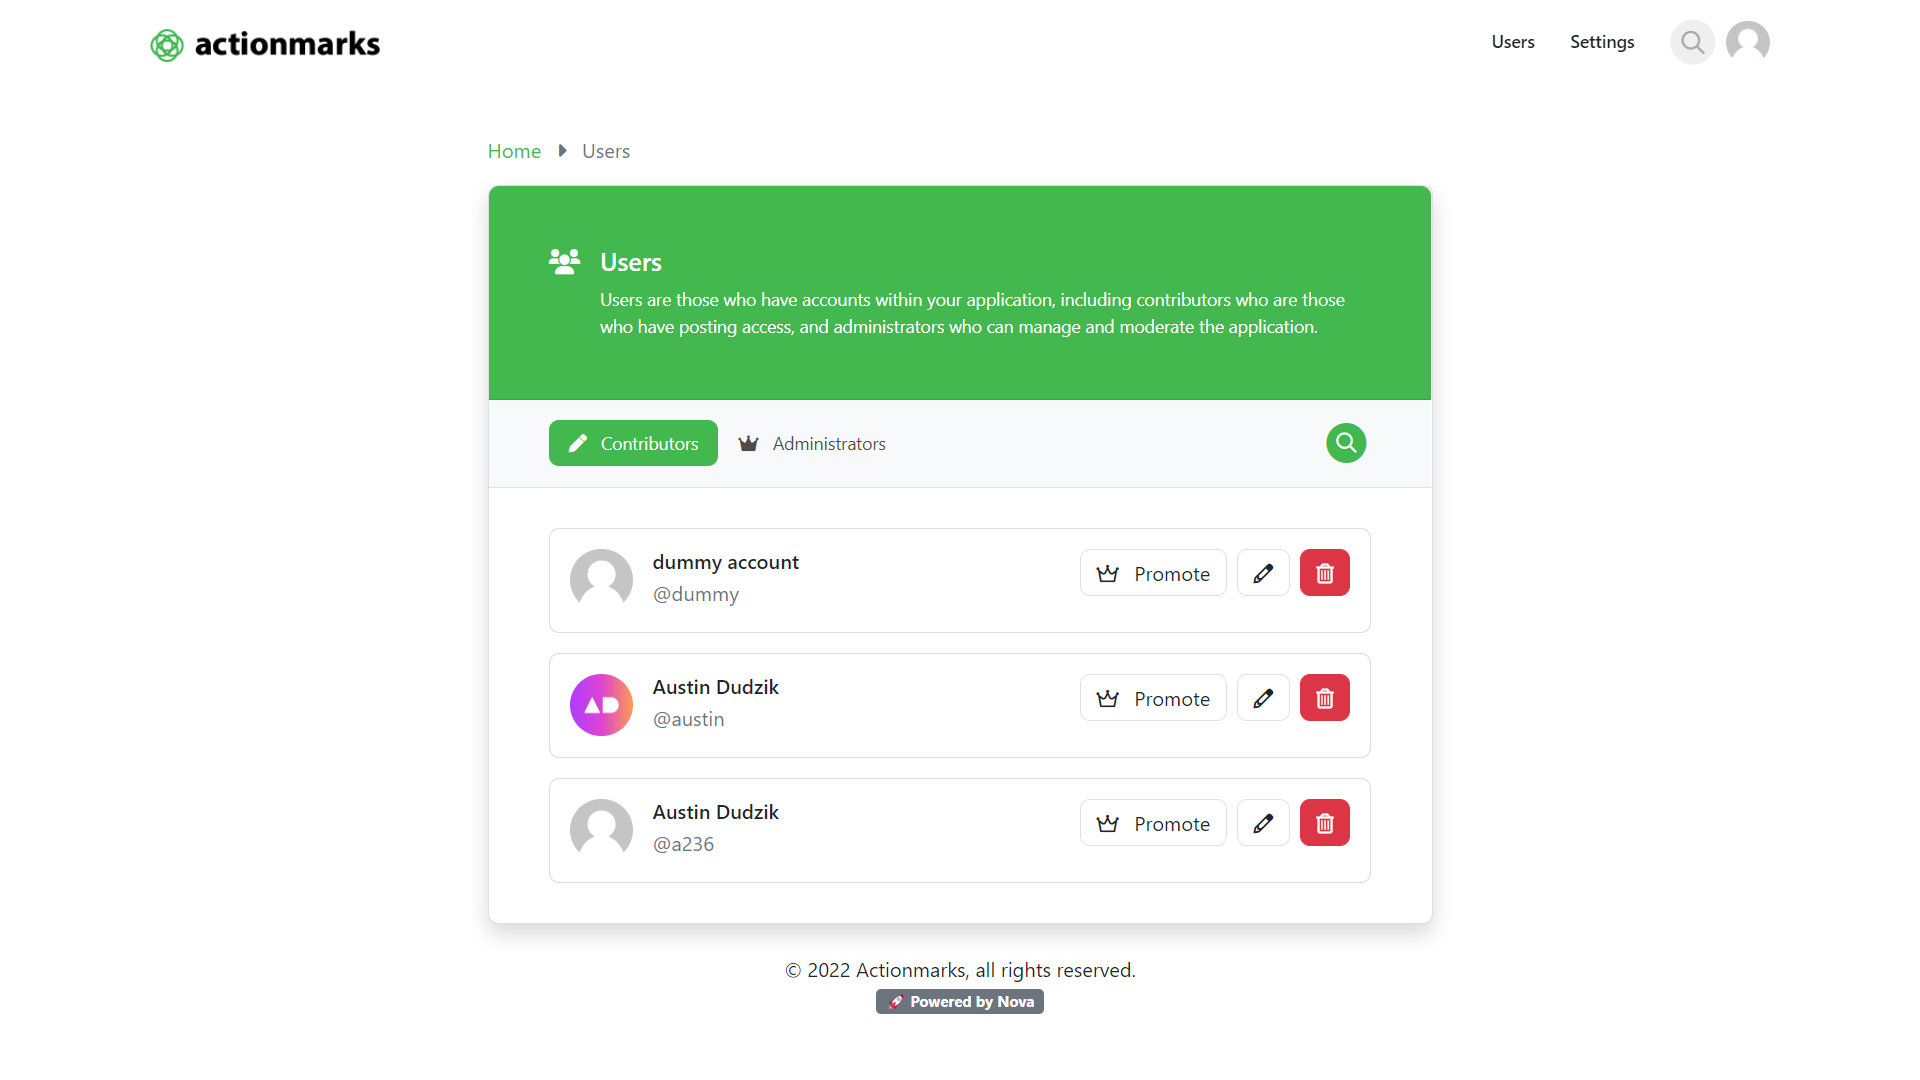 actionmarks
Users
Settings
Home
Users
Users
Users are those who have accounts within your application, including contributors who are those
who have posting access, and administrators who can manage and moderate the application.
Contributors
Administrators
dummy account
@dummy
Promote
AD
Austin Dudzik
@austin
Promote
Austin Dudzik
@a236
Promote
© 2022 Actionmarks, all rights reserved.
🚀 Powered by Nova